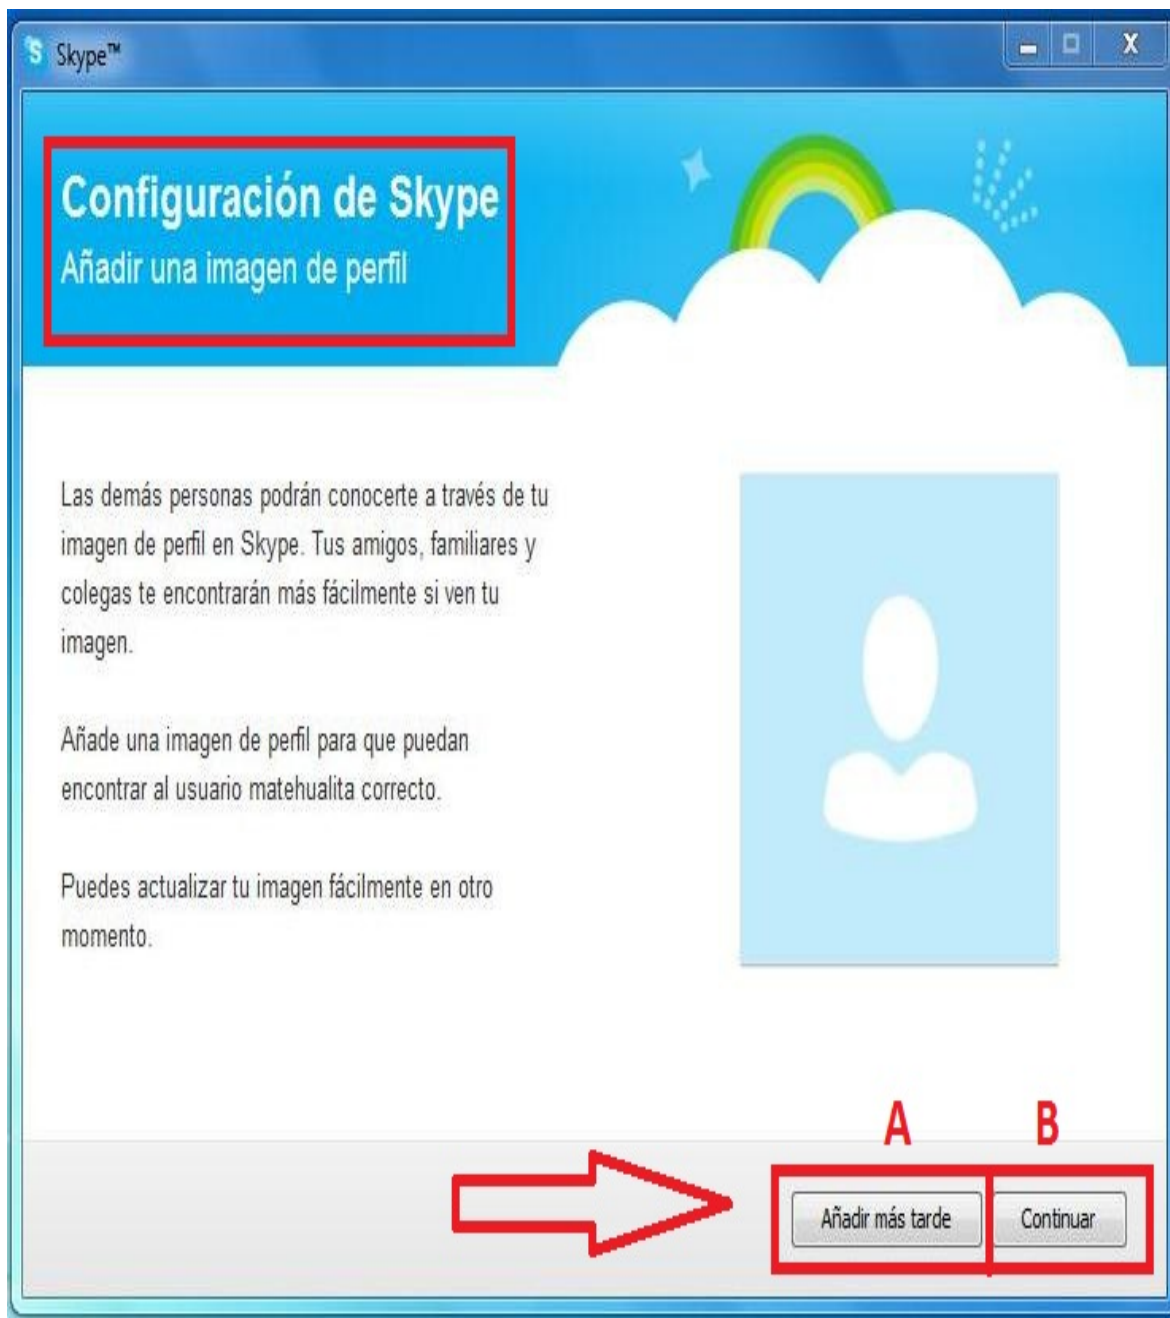 Skype™
Configuración de Skype
Añadir una imagen de perfil
Las demás personas podrán conocerte a través de tu
imagen de perfil en Skype. Tus amigos, familiares y
colegas te encontrarán más fácilmente si ven tu
imagen.
Añade una imagen de perfil para que puedan
encontrar al usuario matehualita correcto.
Puedes actualizar tu imagen fácilmente en otro
momento.
A B
Añadir más tarde Continuar